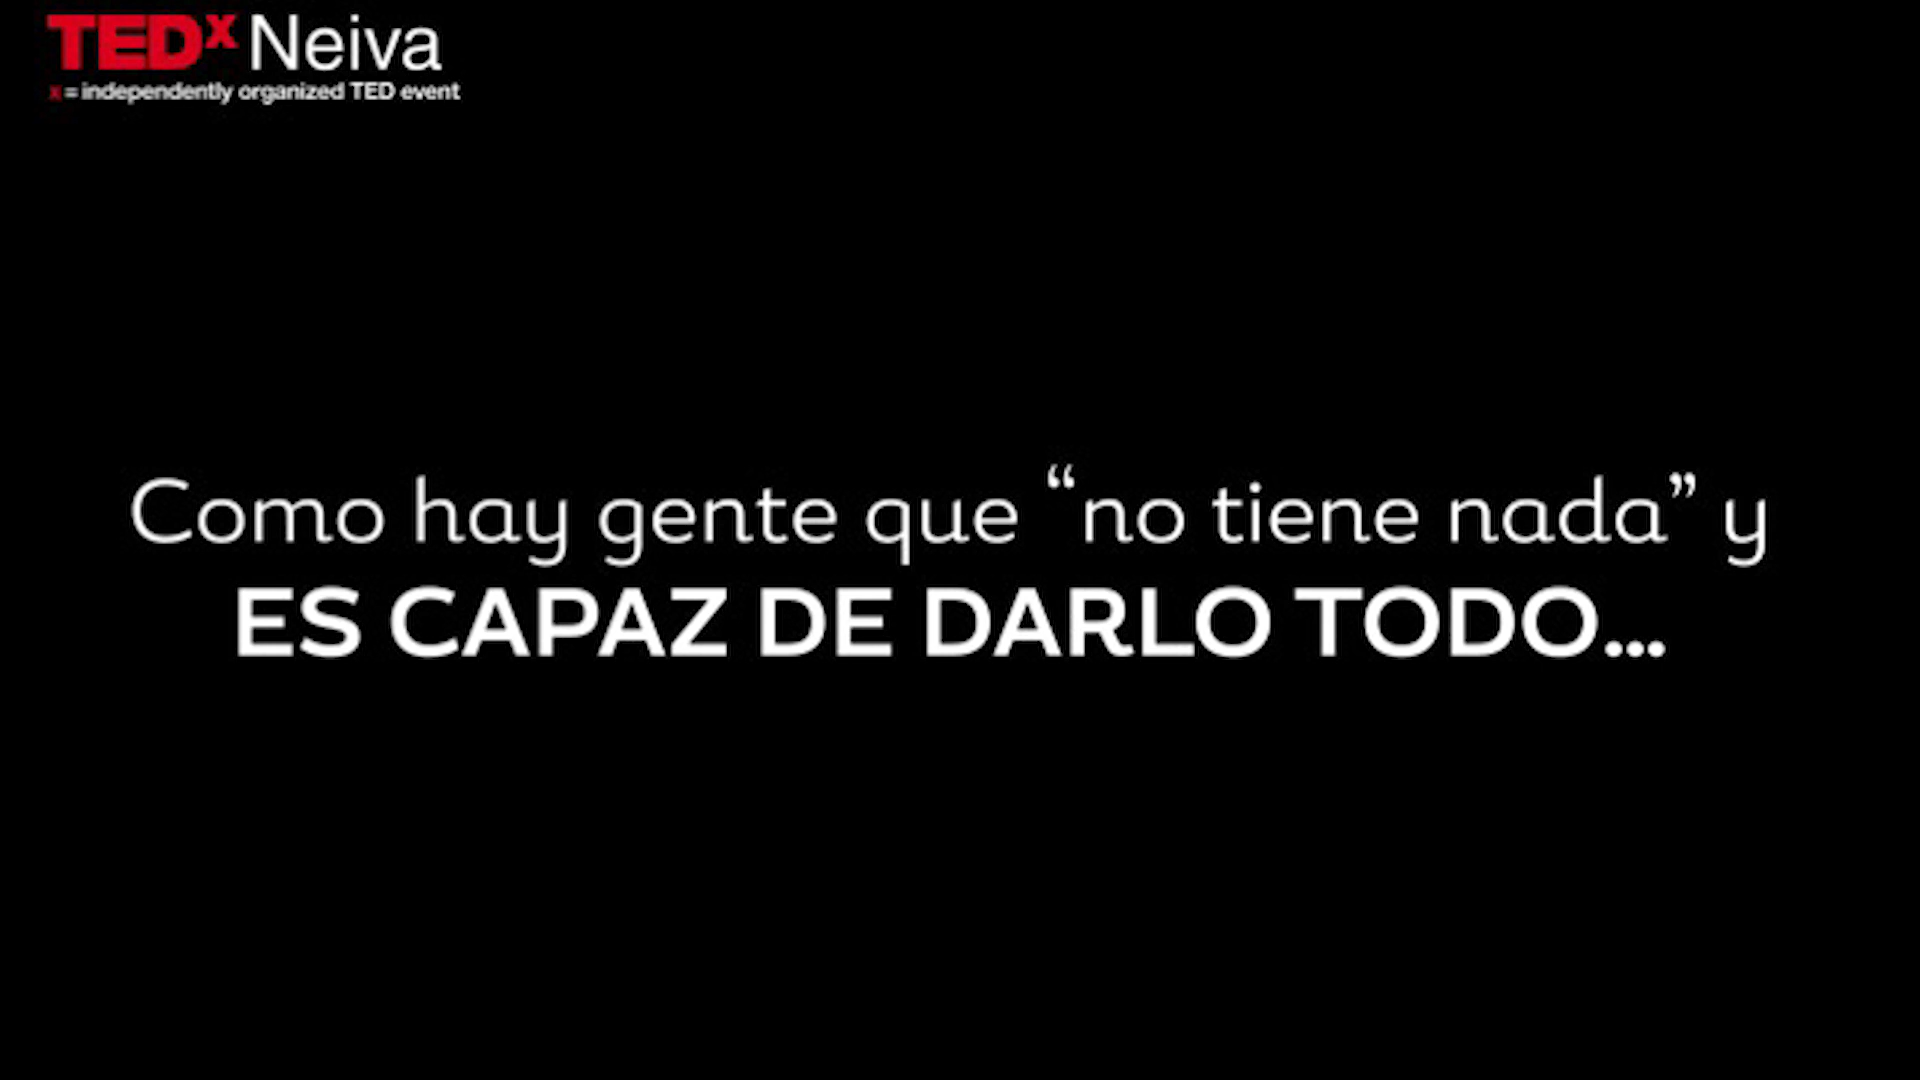 TEDx Neiva
x = independently organized TED event
Como hay gente que “no tiene nada” y
ES CAPAZ DE DARLO TODO...